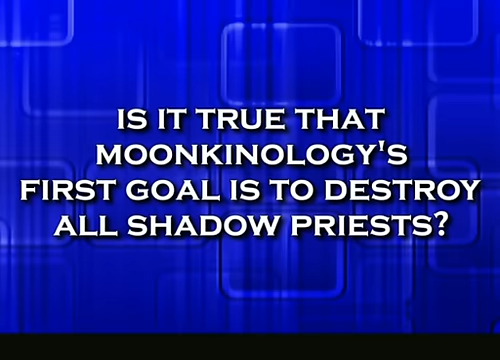 IS IT TRUE THAT
MOONKINOLOGY'S
FIRST GOAL IS TO DESTROY
ALL SHADOW PRIESTS?